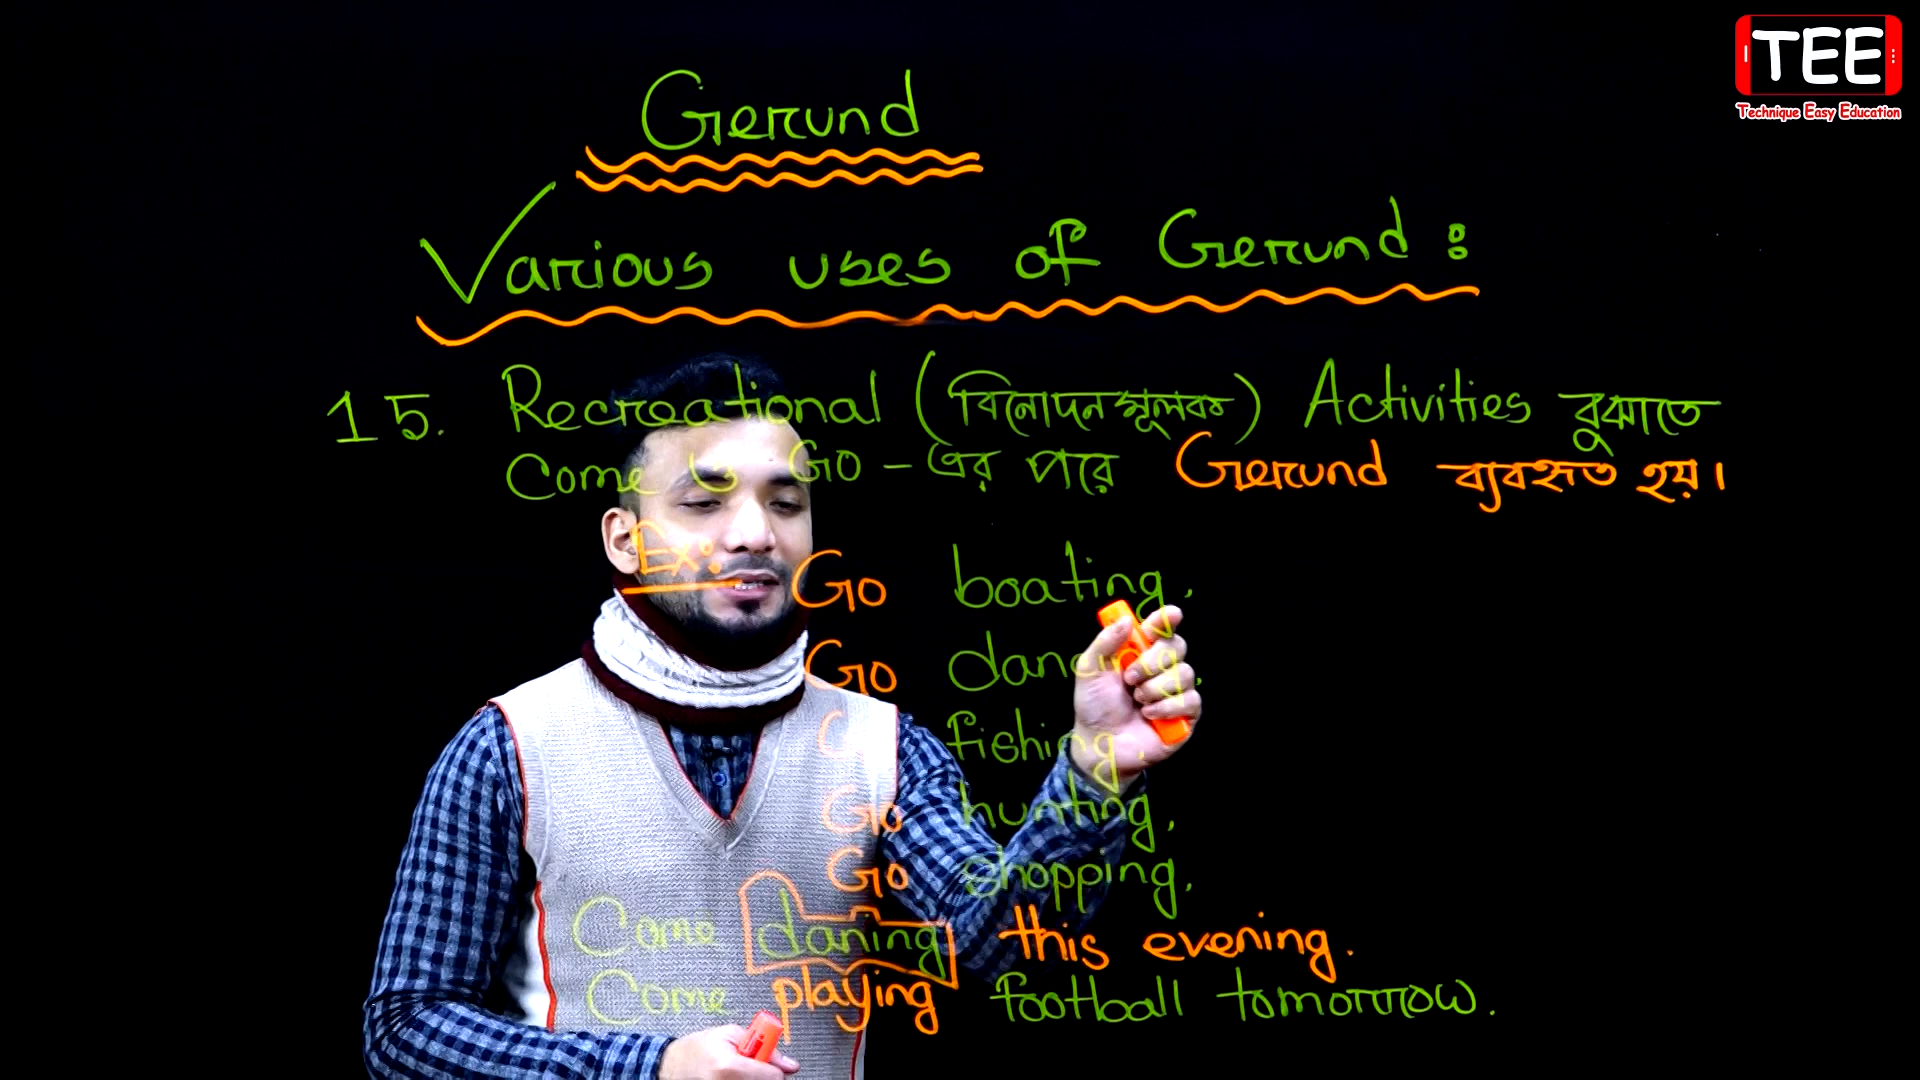 TEE
Technique Easy Education
Gerund
Various uses of Gerund:
15. Recreational (বিনোদনমূলক) Activities বুঝাতে
Come ও Go – এর পরে Gerund ব্যবহৃত হয়।
Ex: Go boating.
Go dancing.
fishing.
Go hunting.
Go shopping.
Come daning this evening.
Come playing football tomorrow.